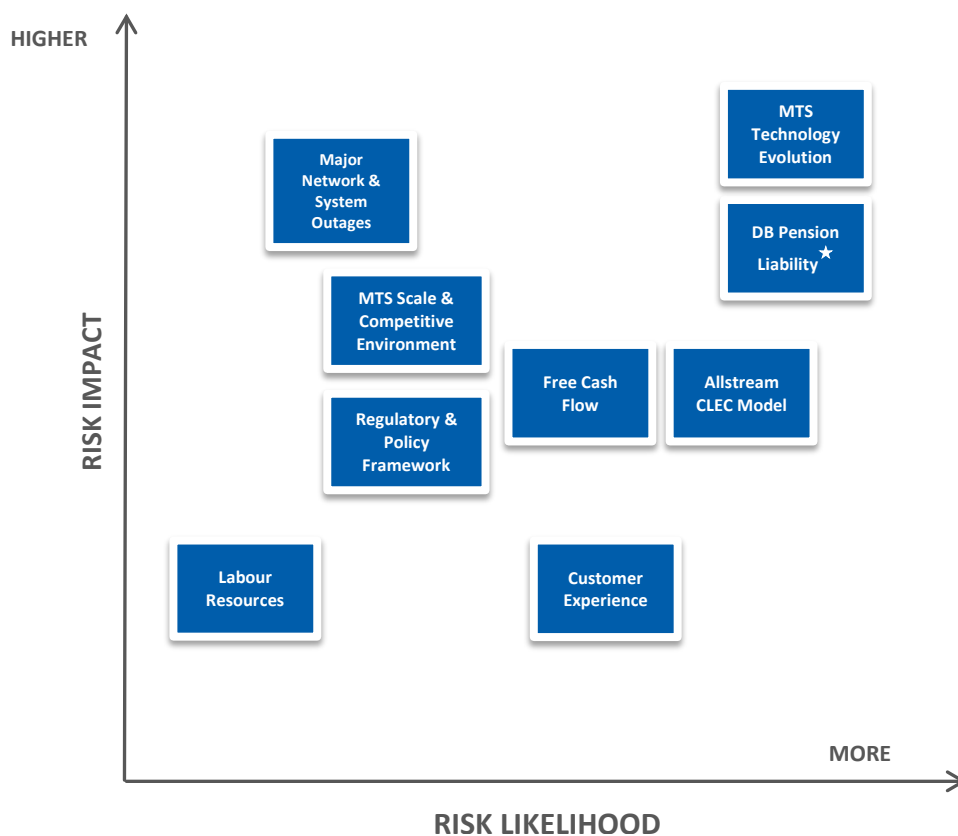 HIGHER
MTS
Technology
Evolution
Major
Network &
System
Outages
DB Pension
Liability★
MTS Scale &
Competitive
Environment
Free Cash
Flow
Allstream
CLEC Model
Regulatory &
Policy
Framework
RISK IMPACT
Labour
Resources
Customer
Experience
MORE
RISK LIKELIHOOD